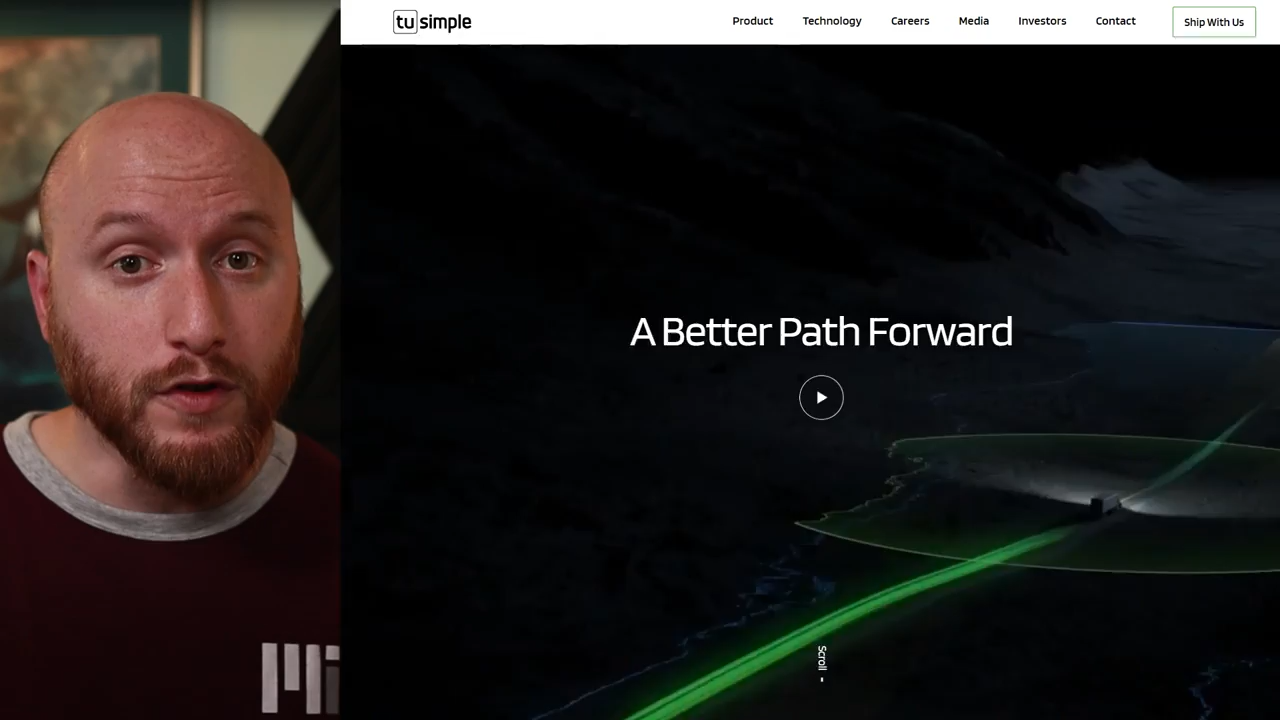 tu simple
Product Technology Careers Media Investors Contact Ship With Us
A Better Path Forward
Scroll -